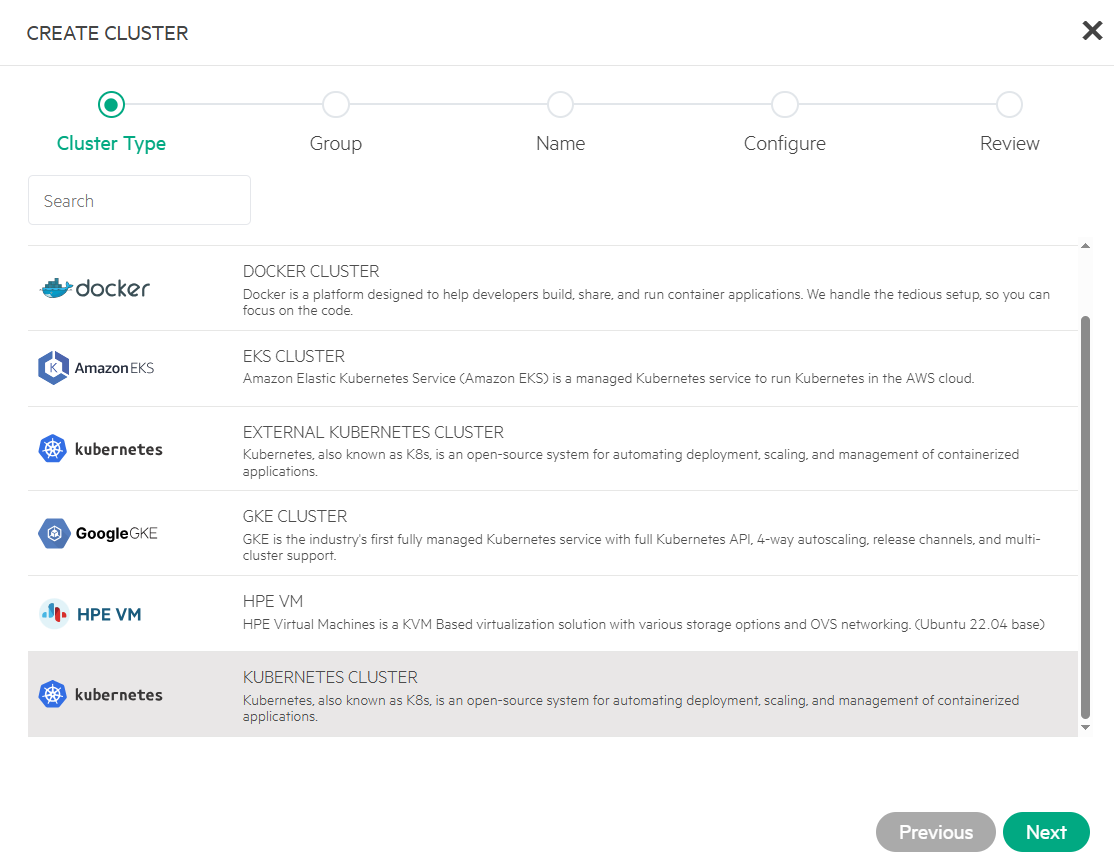 CREATE CLUSTER
Cluster Type
Group
Name
Configure
Review
Search
docker
DOCKER CLUSTER
Docker is a platform designed to help developers build, share, and run container applications. We handle the tedious setup, so you can
focus on the code.
Amazon EKS
EKS CLUSTER
Amazon Elastic Kubernetes Service (Amazon EKS) is a managed Kubernetes service to run Kubernetes in the AWS cloud.
kubernetes
EXTERNAL KUBERNETES CLUSTER
Kubernetes, also known as K8s, is an open-source system for automating deployment, scaling, and management of containerized
applications.
Google GKE
GKE CLUSTER
GKE is the industry's first fully managed Kubernetes service with full Kubernetes API, 4-way autoscaling, release channels, and multi-
cluster support.
HPE VM
HPE VM
HPE Virtual Machines is a KVM Based virtualization solution with various storage options and OVS networking. (Ubuntu 22.04 base)
kubernetes
KUBERNETES CLUSTER
Kubernetes, also known as K8s, is an open-source system for automating deployment, scaling, and management of containerized
applications.
Previous
Next